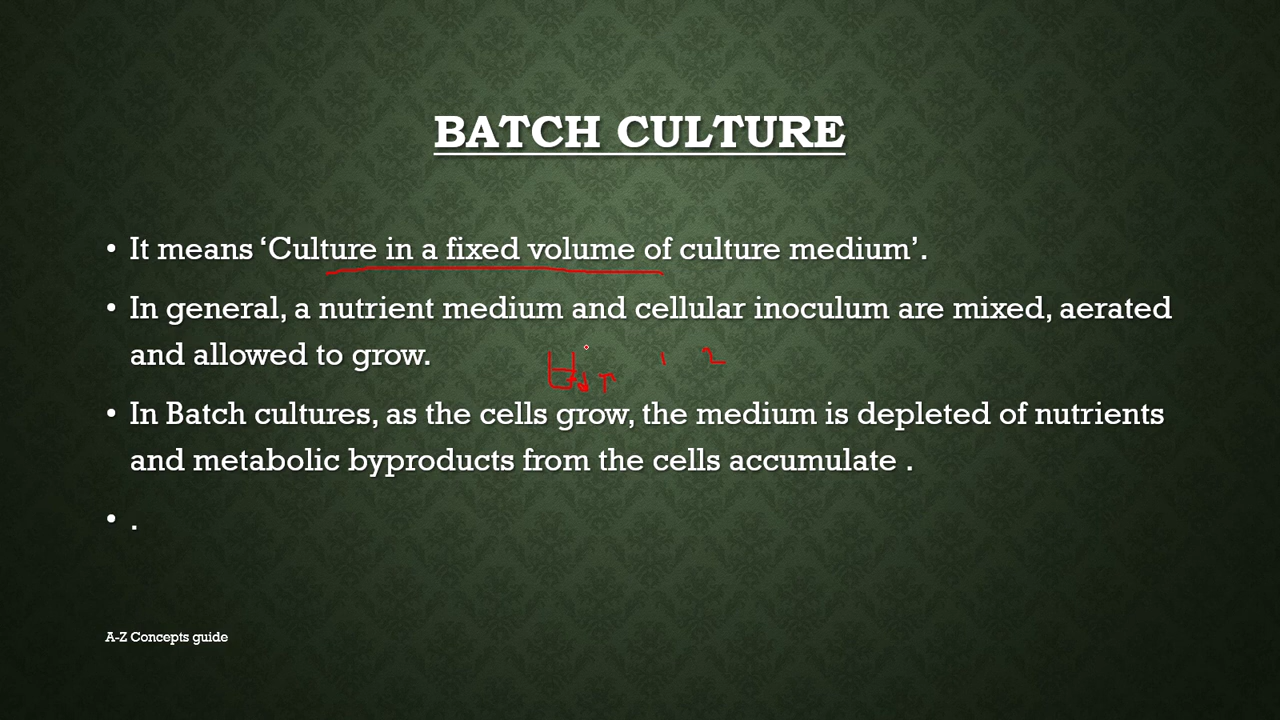 BATCH CULTURE
• It means ‘Culture in a fixed volume of culture medium’.
• In general, a nutrient medium and cellular inoculum are mixed, aerated
and allowed to grow.
• In Batch cultures, as the cells grow, the medium is depleted of nutrients
and metabolic byproducts from the cells accumulate .
• .
A-Z Concepts guide